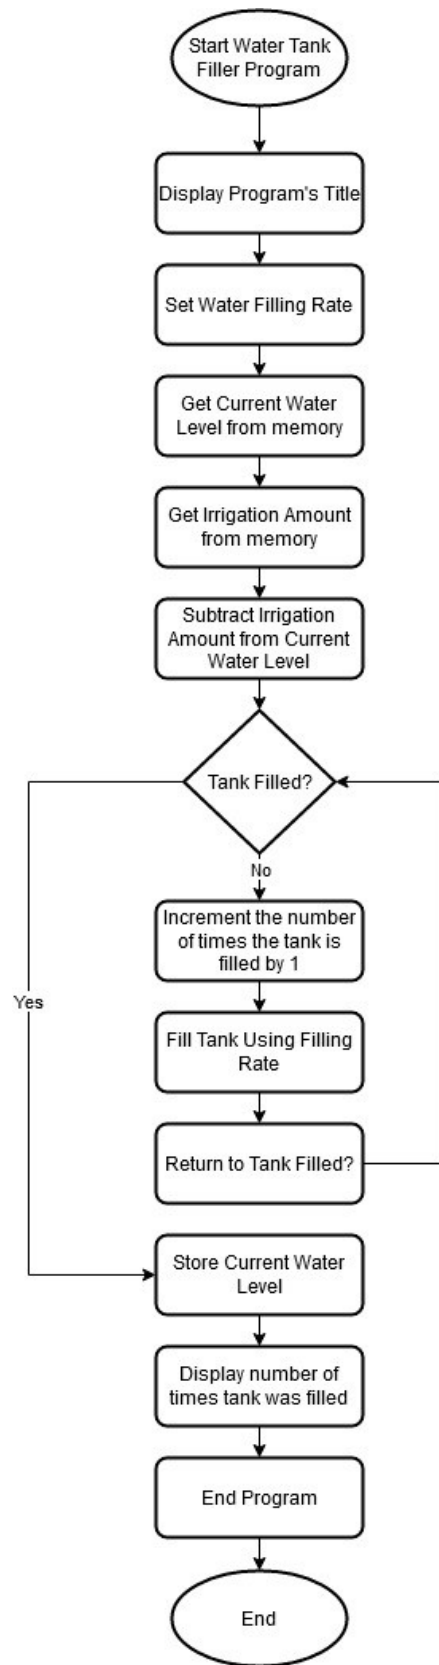 Start Water Tank
Filler Program
Display Program's Title
Set Water Filling Rate
Get Current Water
Level from memory
Get Irrigation Amount
from memory
Subtract Irrigation
Amount from Current
Water Level
Tank Filled?
No
Increment the number
of times the tank is
filled by 1
Yes
Fill Tank Using Filling
Rate
Return to Tank Filled?
Store Current Water
Level
Display number of
times tank was filled
End Program
End